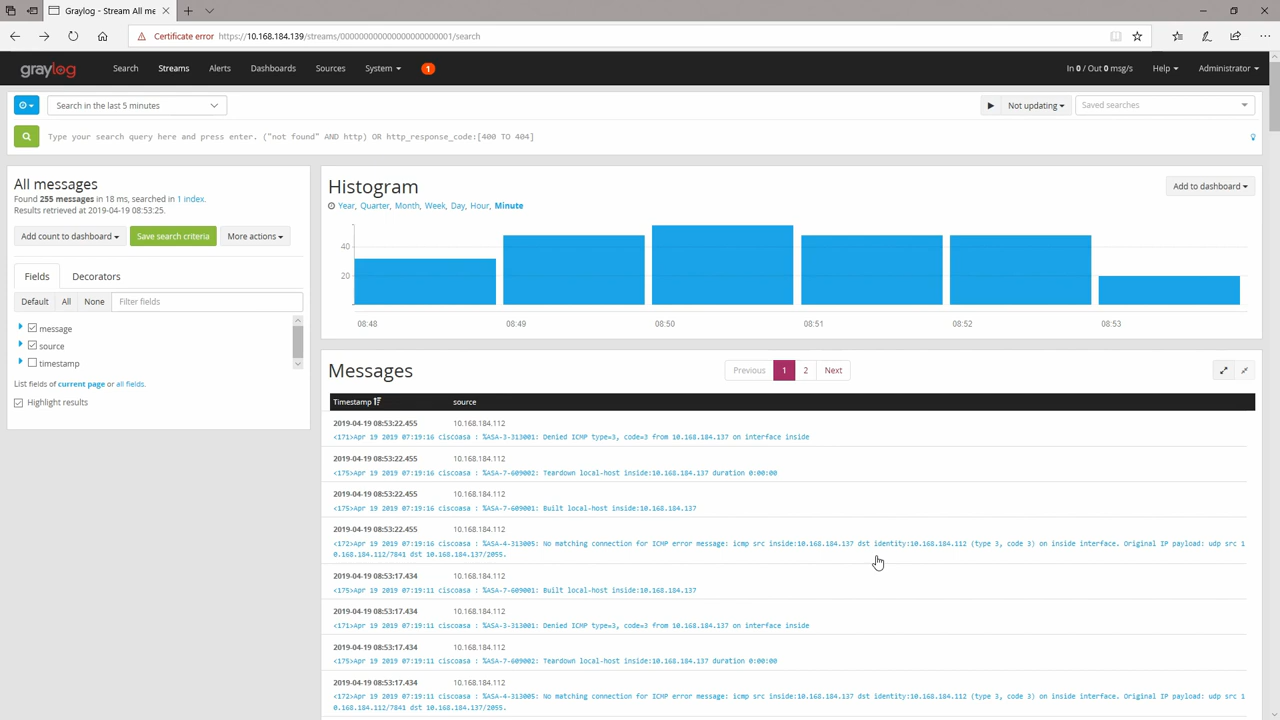 Graylog - Stream All me
Certificate error https://10.168.184.139/streams/000000000000000000000001/search
graylog Search Streams Alerts Dashboards Sources System 1 In 0 / Out 0 msg/s Help Administrator
Search in the last 5 minutes Not updating Saved searches
Type your search query here and press enter. ("not found" AND http) OR http_response_code:[400 TO 404]
All messages
Found 255 messages in 18 ms, searched in 1 index.
Results retrieved at 2019-04-19 08:53:25.
Add count to dashboard Save search criteria More actions
Fields Decorators
Default All None Filter fields
message
source
timestamp
List fields of current page or all fields.
Highlight results
Histogram
Add to dashboard
Year, Quarter, Month, Week, Day, Hour, Minute
40
20
08:48 08:49 08:50 08:51 08:52 08:53
Messages
Previous 1 2 Next
Timestamp source
2019-04-19 08:53:22.455 10.168.184.112
<171>Apr 19 2019 07:19:16 ciscoasa : %ASA-3-313001: Denied ICMP type=3, code=3 from 10.168.184.137 on interface inside
2019-04-19 08:53:22.455 10.168.184.112
<175>Apr 19 2019 07:19:16 ciscoasa : %ASA-7-609002: Teardown local-host inside:10.168.184.137 duration 0:00:00
2019-04-19 08:53:22.455 10.168.184.112
<175>Apr 19 2019 07:19:16 ciscoasa : %ASA-7-609001: Built local-host inside:10.168.184.137
2019-04-19 08:53:22.455 10.168.184.112
<172>Apr 19 2019 07:19:16 ciscoasa : %ASA-4-313005: No matching connection for ICMP error message: icmp src inside:10.168.184.137 dst identity:10.168.184.112 (type 3, code 3) on inside interface. Original IP payload: udp src 1
0.168.184.112/7841 dst 10.168.184.137/2055.
2019-04-19 08:53:17.434 10.168.184.112
<175>Apr 19 2019 07:19:11 ciscoasa : %ASA-7-609001: Built local-host inside:10.168.184.137
2019-04-19 08:53:17.434 10.168.184.112
<171>Apr 19 2019 07:19:11 ciscoasa : %ASA-3-313001: Denied ICMP type=3, code=3 from 10.168.184.137 on interface inside
2019-04-19 08:53:17.434 10.168.184.112
<175>Apr 19 2019 07:19:11 ciscoasa : %ASA-7-609002: Teardown local-host inside:10.168.184.137 duration 0:00:00
2019-04-19 08:53:17.434 10.168.184.112
<172>Apr 19 2019 07:19:11 ciscoasa : %ASA-4-313005: No matching connection for ICMP error message: icmp src inside:10.168.184.137 dst identity:10.168.184.112 (type 3, code 3) on inside interface. Original IP payload: udp src 1
0.168.184.112/7841 dst 10.168.184.137/2055.